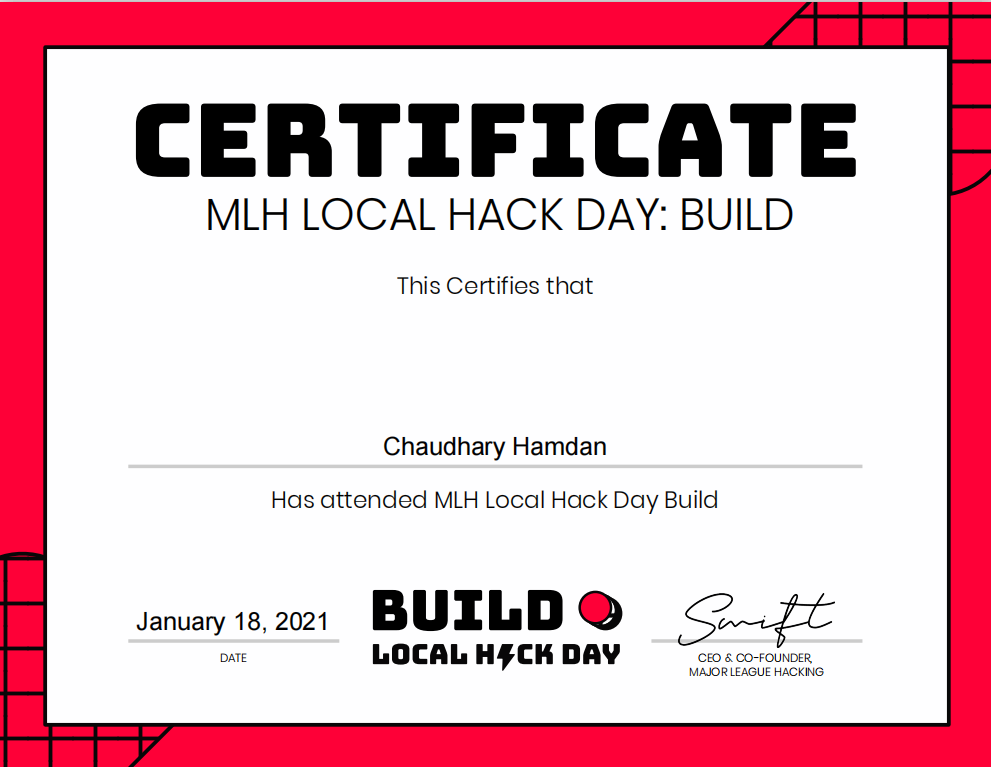 CERTIFICATE
MLH LOCAL HACK DAY: BUILD
This Certifies that
Chaudhary Hamdan
Has attended MLH Local Hack Day Build
January 18, 2021
DATE
BUILD
LOCAL HACK DAY
Swift
CEO & CO-FOUNDER,
MAJOR LEAGUE HACKING